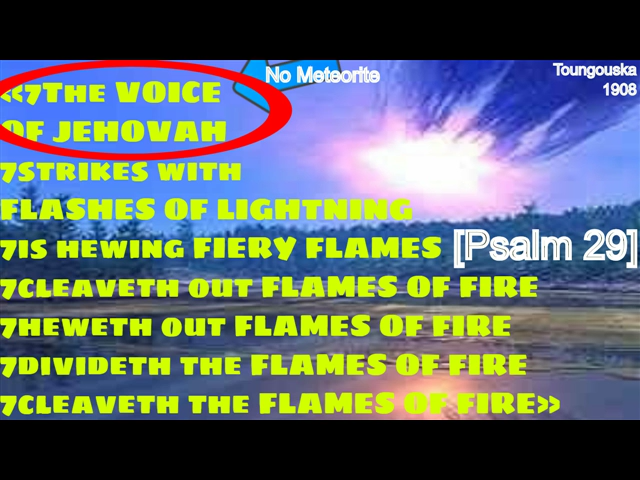 No Meteorite
Toungouska
1908
«7The VOICE
OF JEHOVAH
7STRIKES WITH
FLASHES OF LIGHTNING
7IS HEWING FIERY FLAMES
[Psalm 29]
7CLEAVETH OUT FLAMES OF FIRE
7HEWETH OUT FLAMES OF FIRE
7DIVIDETH THE FLAMES OF FIRE
7CLEAVETH THE FLAMES OF FIRE»